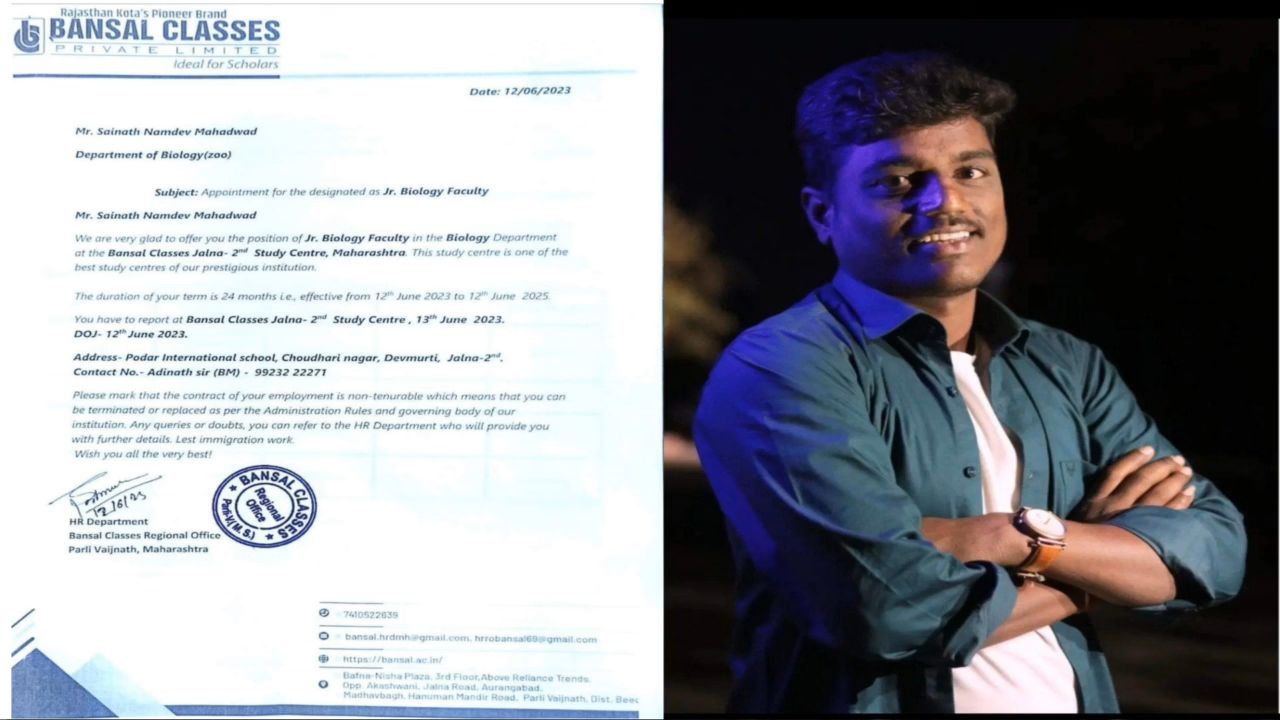 Rajasthan Kota's Pioneer Brand
BANSAL CLASSES
PRIVATE LIMITED
Ideal for Scholars
Date: 12/06/2023
Mr. Sainath Namdev Mahadwad
Department of Biology(zoo)
Subject: Appointment for the designated as Jr. Biology Faculty
Mr. Sainath Namdev Mahadwad
We are very glad to offer you the position of Jr. Biology Faculty in the Biology Department
at the Bansal Classes Jalna- 2nd Study Centre, Maharashtra. This study centre is one of the
best study centres of our prestigious institution.
The duration of your term is 24 months i.e., effective from 12th June 2023 to 12th June 2025
You have to report at Bansal Classes Jalna- 2nd Study Centre , 13th June 2023.
DOJ- 12th June 2023.
Address- Podar International school, Choudhari nagar, Devmurti, Jalna-2nd.
Contact No.- Adinath sir (BM) - 99232 22271
Please mark that the contract of your employment is non-tenurable which means that you can
be terminated or replaced as per the Administration Rules and governing body of our
institution. Any queries or doubts, you can refer to the HR Department who will provide you
with further details. Lest immigration work.
Wish you all the very best!
12/6/23
BANSAL CLASSES
Regional
Office
Parli-V.(M.S.)
HR Department
Bansal Classes Regional Office
Parli Vaijnath, Maharashtra
7410522639
bansal.hrdmh@gmail.com, hrrobansal69@gmail.com
https://bansal.ac.in/
Bafna-Nisha Plaza, 3rd Floor,Above Reliance Trends,
Opp. Akashwani, Jalna Road, Aurangabad,
Madhavbagh, Hanuman Mandir Road, Parli Vaijnath, Dist. Beed